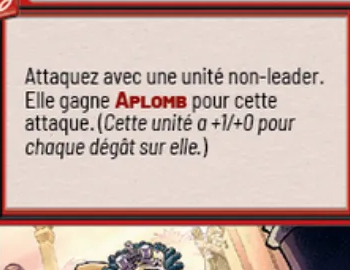 Attaquez avec une unité non-leader.
Elle gagne APLOMB pour cette
attaque. (Cette unité a +1/+0 pour
chaque dégât sur elle.)